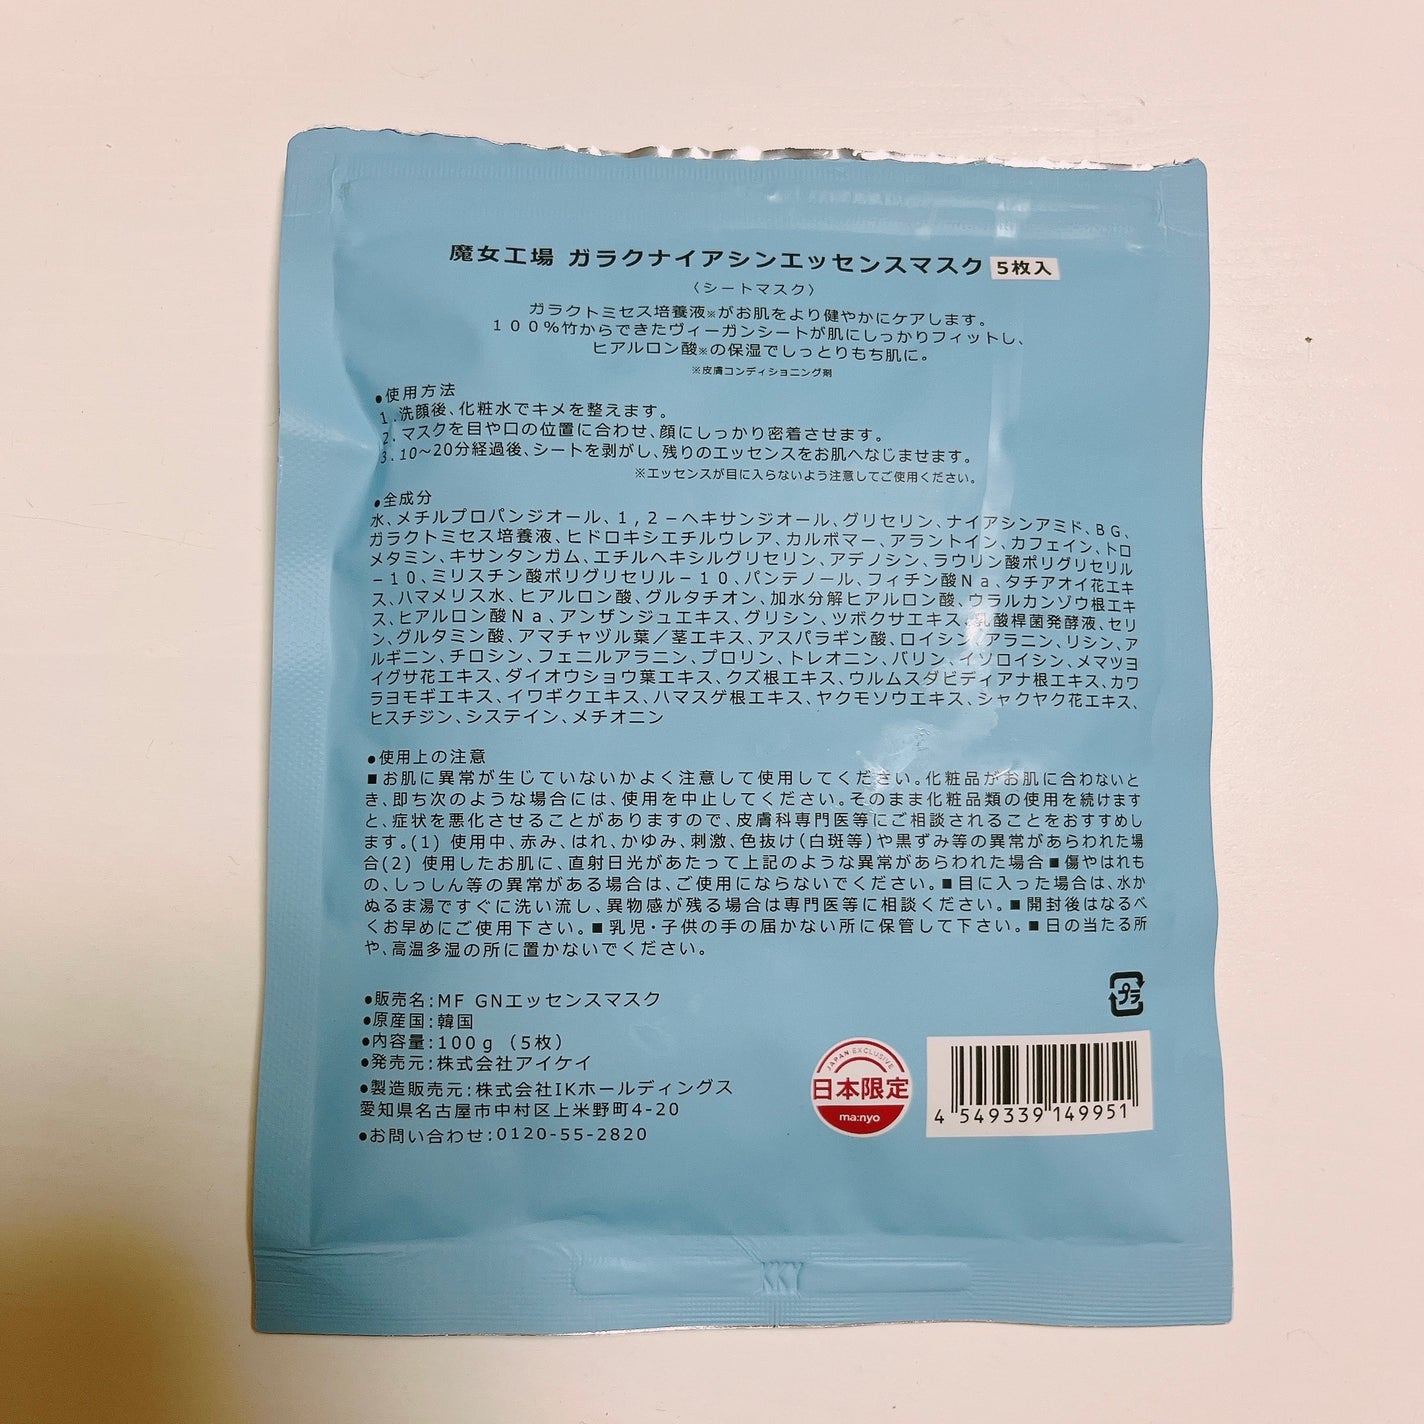 魔女工場 ガラクナイアシンエッセンスマスク 5枚入
〈シートマスク〉
ガラクトミセス培養液※がお肌をより健やかにケアします。
100%竹からできたヴィーガンシートが肌にしっかりフィットし、
ヒアルロン酸※の保湿でしっとりもち肌に。
※皮膚コンディショニング剤
●使用方法
1.洗顔後、化粧水でキメを整えます。
2.マスクを目や口の位置に合わせ、顔にしっかり密着させます。
3.10~20分経過後、シートを剥がし、残りのエッセンスをお肌へなじませます。
※エッセンスが目に入らないよう注意してご使用ください。
●全成分
水、メチルプロパンジオール、1,2-ヘキサンジオール、グリセリン、ナイアシンアミド、BG、
ガラクトミセス培養液、ヒドロキシエチルウレア、カルボマー、アラントイン、カフェイン、トロ
メタミン、キサンタンガム、エチルヘキシルグリセリン、アデノシン、ラウリン酸ポリグリセリル
-10、ミリスチン酸ポリグリセリル-10、パンテノール、フィチン酸Na、タチアオイ花エキ
ス、ハマメリス水、ヒアルロン酸、グルタチオン、加水分解ヒアルロン酸、ウラルカンゾウ根エキ
ス、ヒアルロン酸Na、アンザンジュエキス、グリシン、ツボクサエキス、乳酸桿菌発酵液、セリ
ン、グルタミン酸、アマチャヅル葉/茎エキス、アスパラギン酸、ロイシン、アラニン、リシン、ア
ルギニン、チロシン、フェニルアラニン、プロリン、トレオニン、バリン、イソロイシン、メマツヨ
イグサ花エキス、ダイオウショウ葉エキス、クズ根エキス、ウルムスダビディアナ根エキス、カワ
ラヨモギエキス、イワギクエキス、ハマスゲ根エキス、ヤクモソウエキス、シャクヤク花エキス、
ヒスチジン、システイン、メチオニン
●使用上の注意
■お肌に異常が生じていないかよく注意して使用してください。化粧品がお肌に合わないと
き、即ち次のような場合には、使用を中止してください。そのまま化粧品類の使用を続けます
と、症状を悪化させることがありますので、皮膚科専門医等にご相談されることをおすすめし
ます。(1) 使用中、赤み、はれ、かゆみ、刺激、色抜け(白斑等)や黒ずみ等の異常があらわれた場
合(2) 使用したお肌に、直射日光があたって上記のような異常があらわれた場合■傷やはれも
の、しっしん等の異常がある場合は、ご使用にならないでください。■目に入った場合は、水か
ぬるま湯ですぐに洗い流し、異物感が残る場合は専門医等に相談ください。■開封後はなるべ
くお早めにご使用下さい。■乳児・子供の手の届かない所に保管して下さい。■日の当たる所
や、高温多湿の所に置かないでください。
●販売名:MF GNエッセンスマスク
●原産国:韓国
●内容量:100g（5枚）
●発売元:株式会社アイケイ
●製造販売元:株式会社IKホールディングス
愛知県名古屋市中村区上米野町4-20
●お問い合わせ:0120-55-2820
プラ
JAPAN EXCLUSIVE
日本限定
ma:nyo
4 549339 149951
KKY